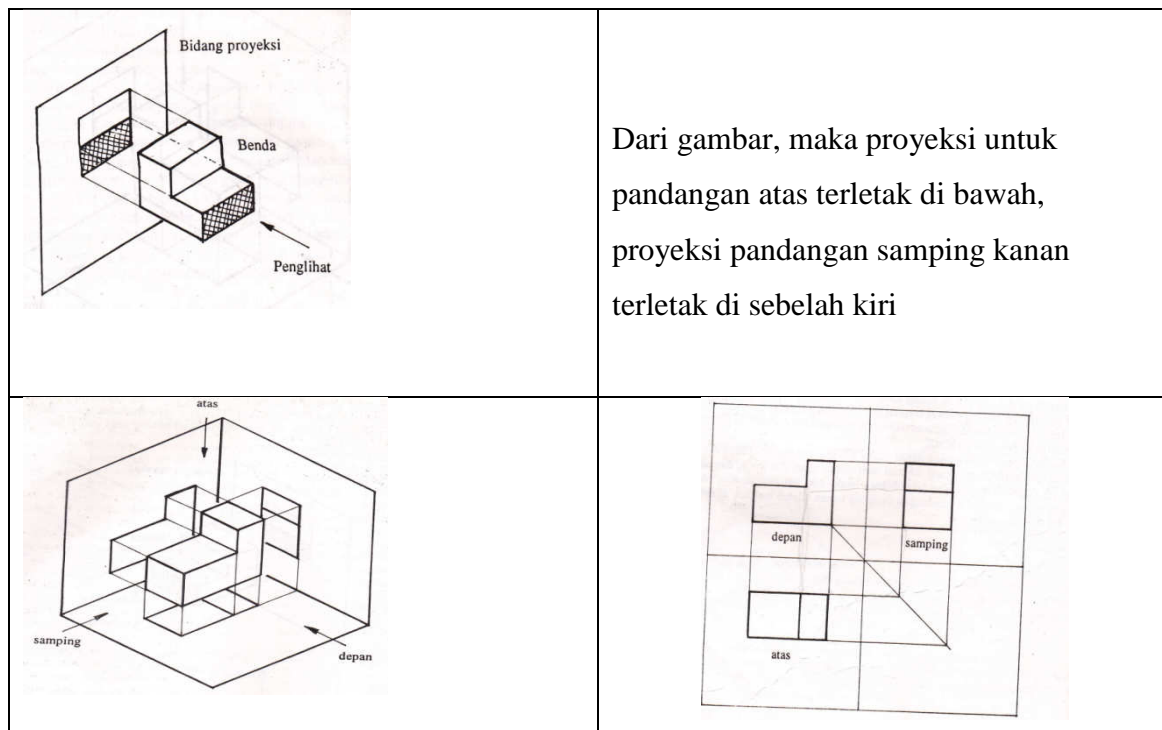 Bidang proyeksi
Benda
Penglihat
Dari gambar, maka proyeksi untuk
pandangan atas terletak di bawah,
proyeksi pandangan samping kanan
terletak di sebelah kiri
atas
samping
depan
depan
samping
atas